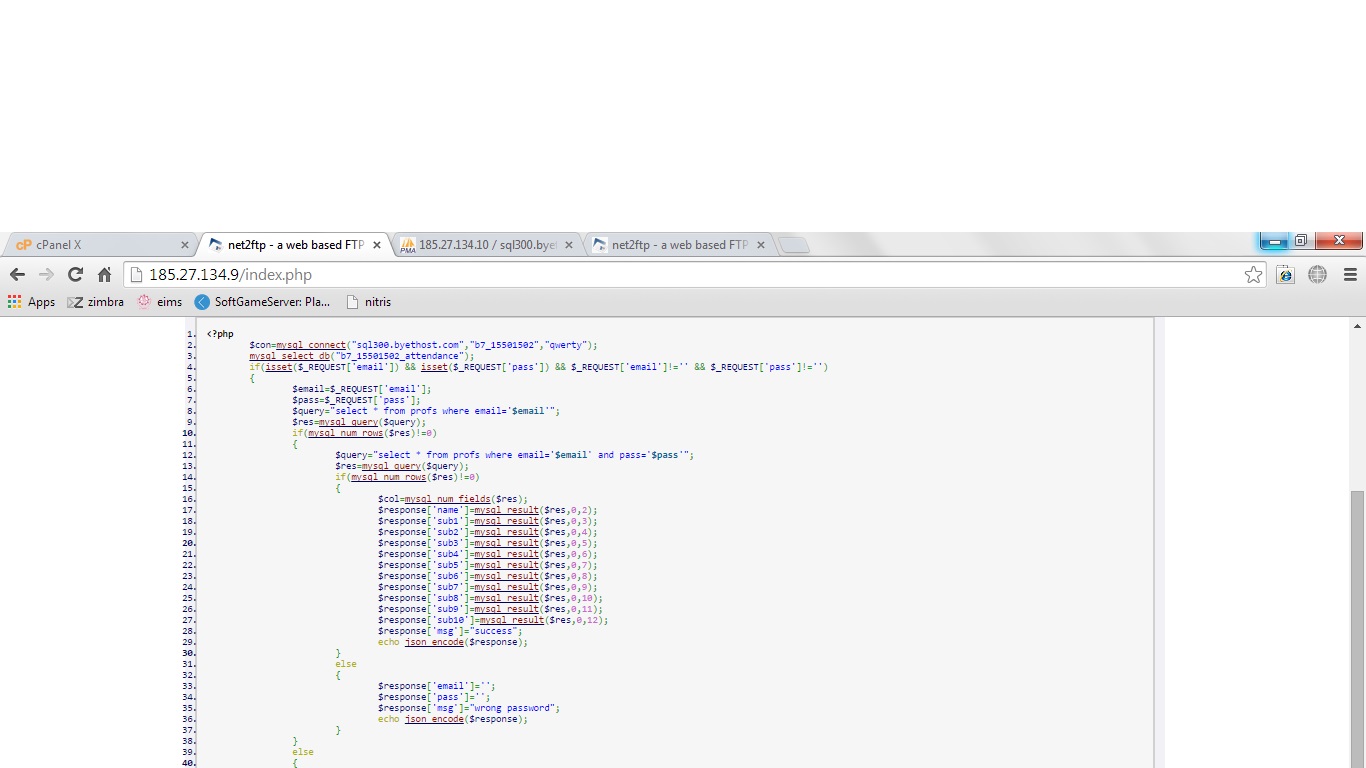 cPanel X
net2ftp - a web based FTP
185.27.134.10 / sql300.bye
net2ftp - a web based FTP
185.27.134.9/index.php
Apps
zimbra
eims
SoftGameServer: Pla...
nitris
1. <?php
2. $con=mysql_connect("sql300.byethost.com","b7_15501502","qwerty");
3. mysql_select_db("b7_15501502_attendance");
4. if(isset($_REQUEST['email']) && isset($_REQUEST['pass']) && $_REQUEST['email']!='' && $_REQUEST['pass']!='')
5. {
6. $email=$_REQUEST['email'];
7. $pass=$_REQUEST['pass'];
8. $query="select * from profs where email='$email'";
9. $res=mysql_query($query);
10. if(mysql_num_rows($res)!=0)
11. {
12. $query="select * from profs where email='$email' and pass='$pass'";
13. $res=mysql_query($query);
14. if(mysql_num_rows($res)!=0)
15. {
16. $col=mysql_num_fields($res);
17. $response['name']=mysql_result($res,0,2);
18. $response['sub1']=mysql_result($res,0,3);
19. $response['sub2']=mysql_result($res,0,4);
20. $response['sub3']=mysql_result($res,0,5);
21. $response['sub4']=mysql_result($res,0,6);
22. $response['sub5']=mysql_result($res,0,7);
23. $response['sub6']=mysql_result($res,0,8);
24. $response['sub7']=mysql_result($res,0,9);
25. $response['sub8']=mysql_result($res,0,10);
26. $response['sub9']=mysql_result($res,0,11);
27. $response['sub10']=mysql_result($res,0,12);
28. $response['msg']="success";
29. echo json_encode($response);
30. }
31. else
32. {
33. $response['email']='';
34. $response['pass']='';
35. $response['msg']="wrong password";
36. echo json_encode($response);
37. }
38. }
39. else
40. {